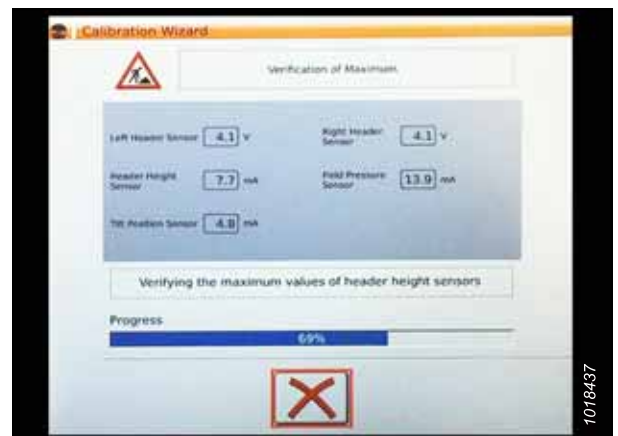 Calibration Wizard
Verification of Maximum
Left Header Sensor 4.1 V
Right Header
Sensor 4.1 V
Header Height
Sensor 7.7 mA
Field Pressure
Sensor 13.9 mA
Tilt Position Sensor 4.8 mA
Verifying the maximum values of header height sensors
Progress
69%
1018437